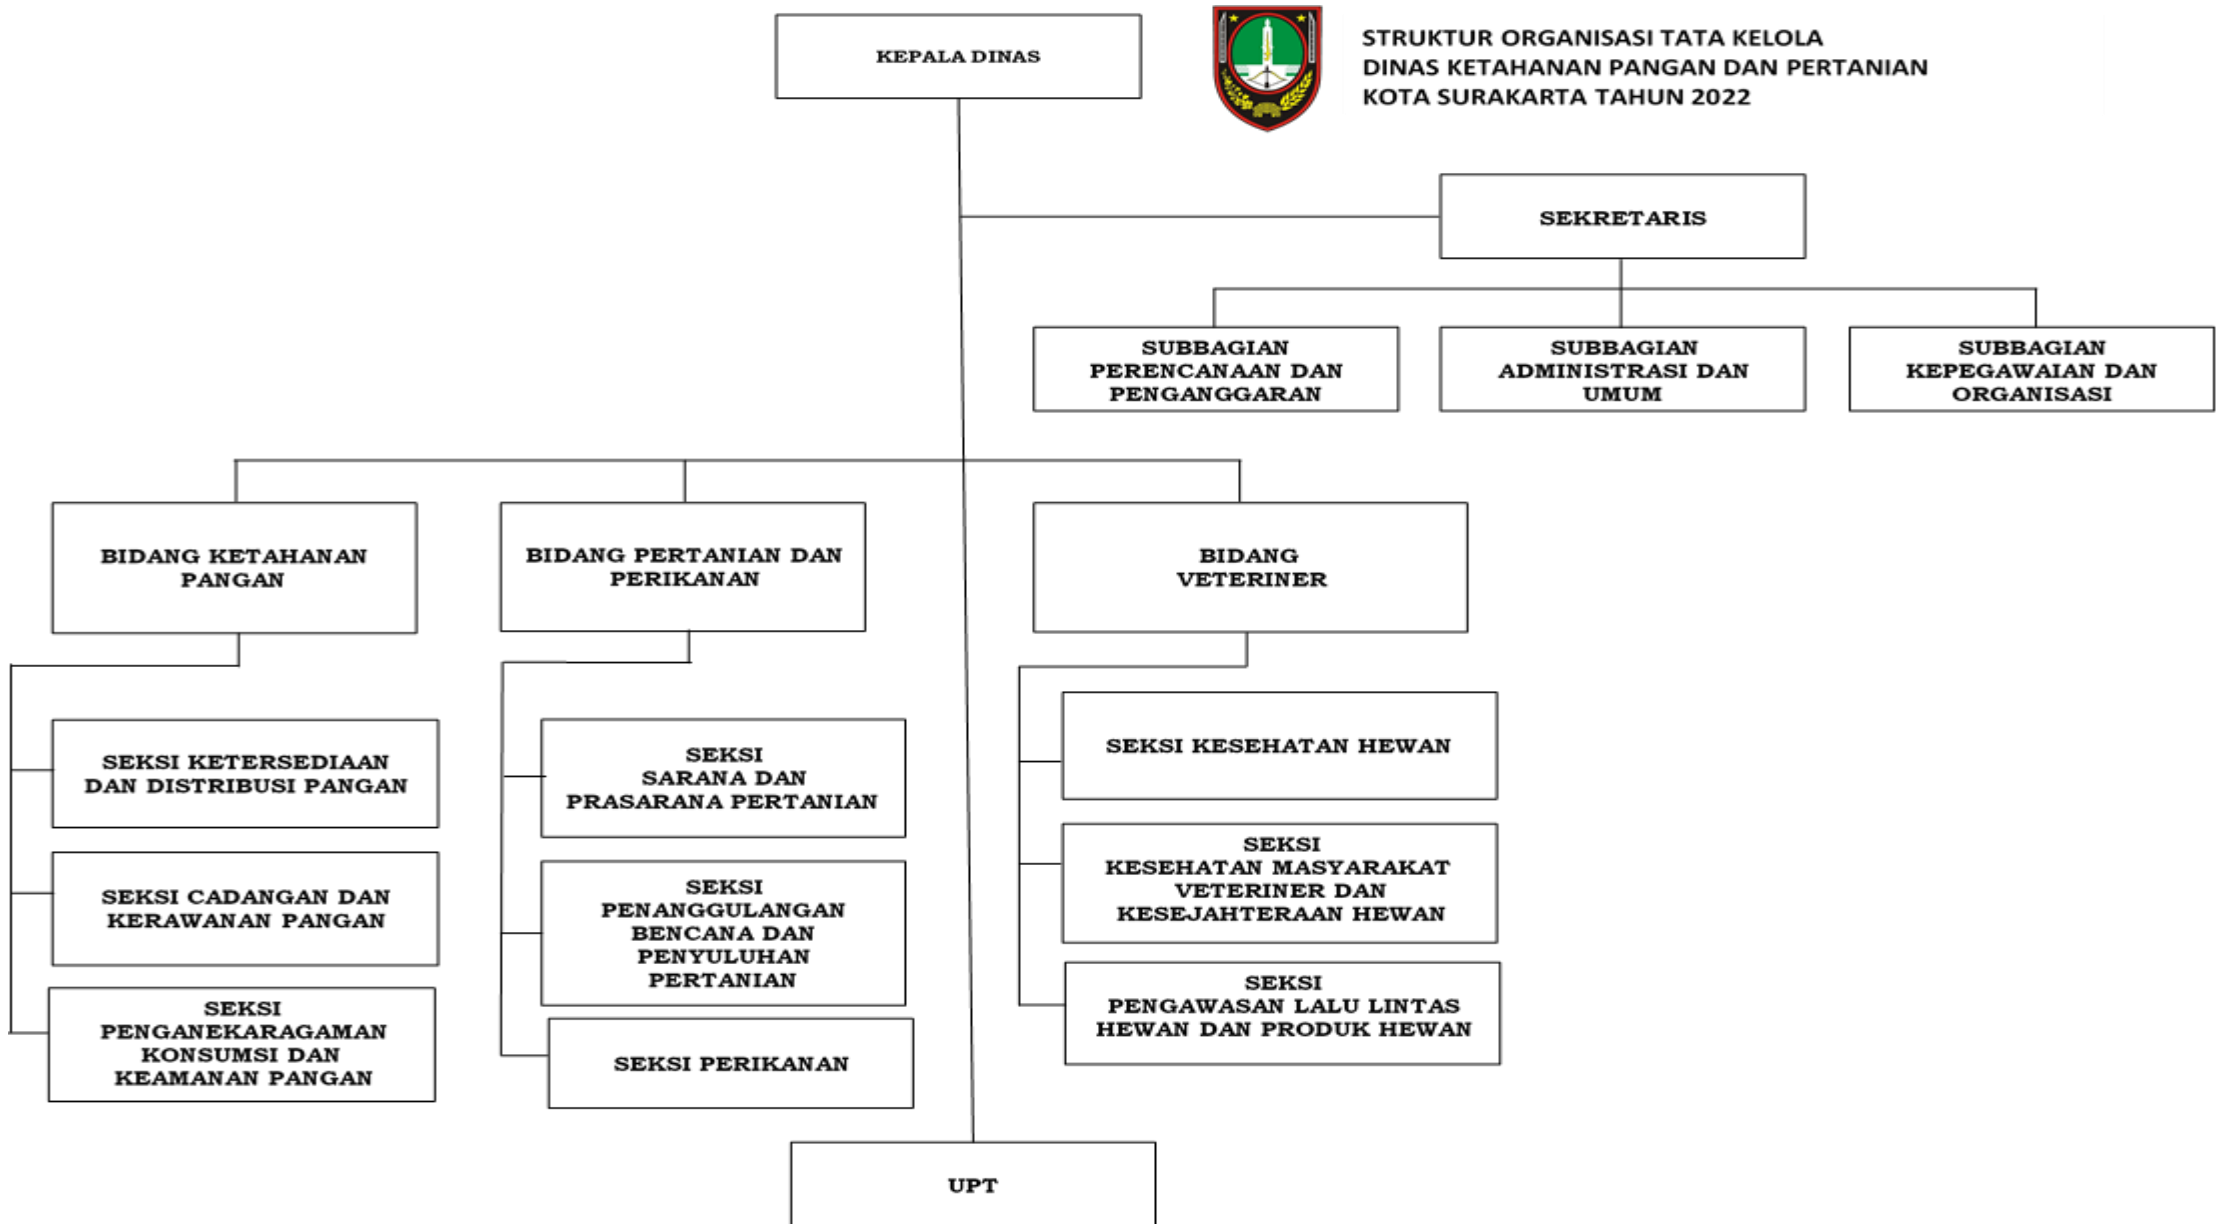 KEPALA DINAS
STRUKTUR ORGANISASI TATA KELOLA
DINAS KETAHANAN PANGAN DAN PERTANIAN
KOTA SURAKARTA TAHUN 2022
SEKRETARIS
SUBBAGIAN
PERENCANAAN DAN
PENGANGGARAN
SUBBAGIAN
ADMINISTRASI DAN
UMUM
SUBBAGIAN
KEPEGAWAIAN DAN
ORGANISASI
BIDANG KETAHANAN
PANGAN
BIDANG PERTANIAN DAN
PERIKANAN
BIDANG
VETERINER
SEKSI KETERSEDIAAN
DAN DISTRIBUSI PANGAN
SEKSI CADANGAN DAN
KERAWANAN PANGAN
SEKSI
PENGANEKARAGAMAN
KONSUMSI DAN
KEAMANAN PANGAN
SEKSI
SARANA DAN
PRASARANA PERTANIAN
SEKSI
PENANGGULANGAN
BENCANA DAN
PENYULUHAN
PERTANIAN
SEKSI PERIKANAN
SEKSI KESEHATAN HEWAN
SEKSI
KESEHATAN MASYARAKAT
VETERINER DAN
KESEJAHTERAAN HEWAN
SEKSI
PENGAWASAN LALU LINTAS
HEWAN DAN PRODUK HEWAN
UPT